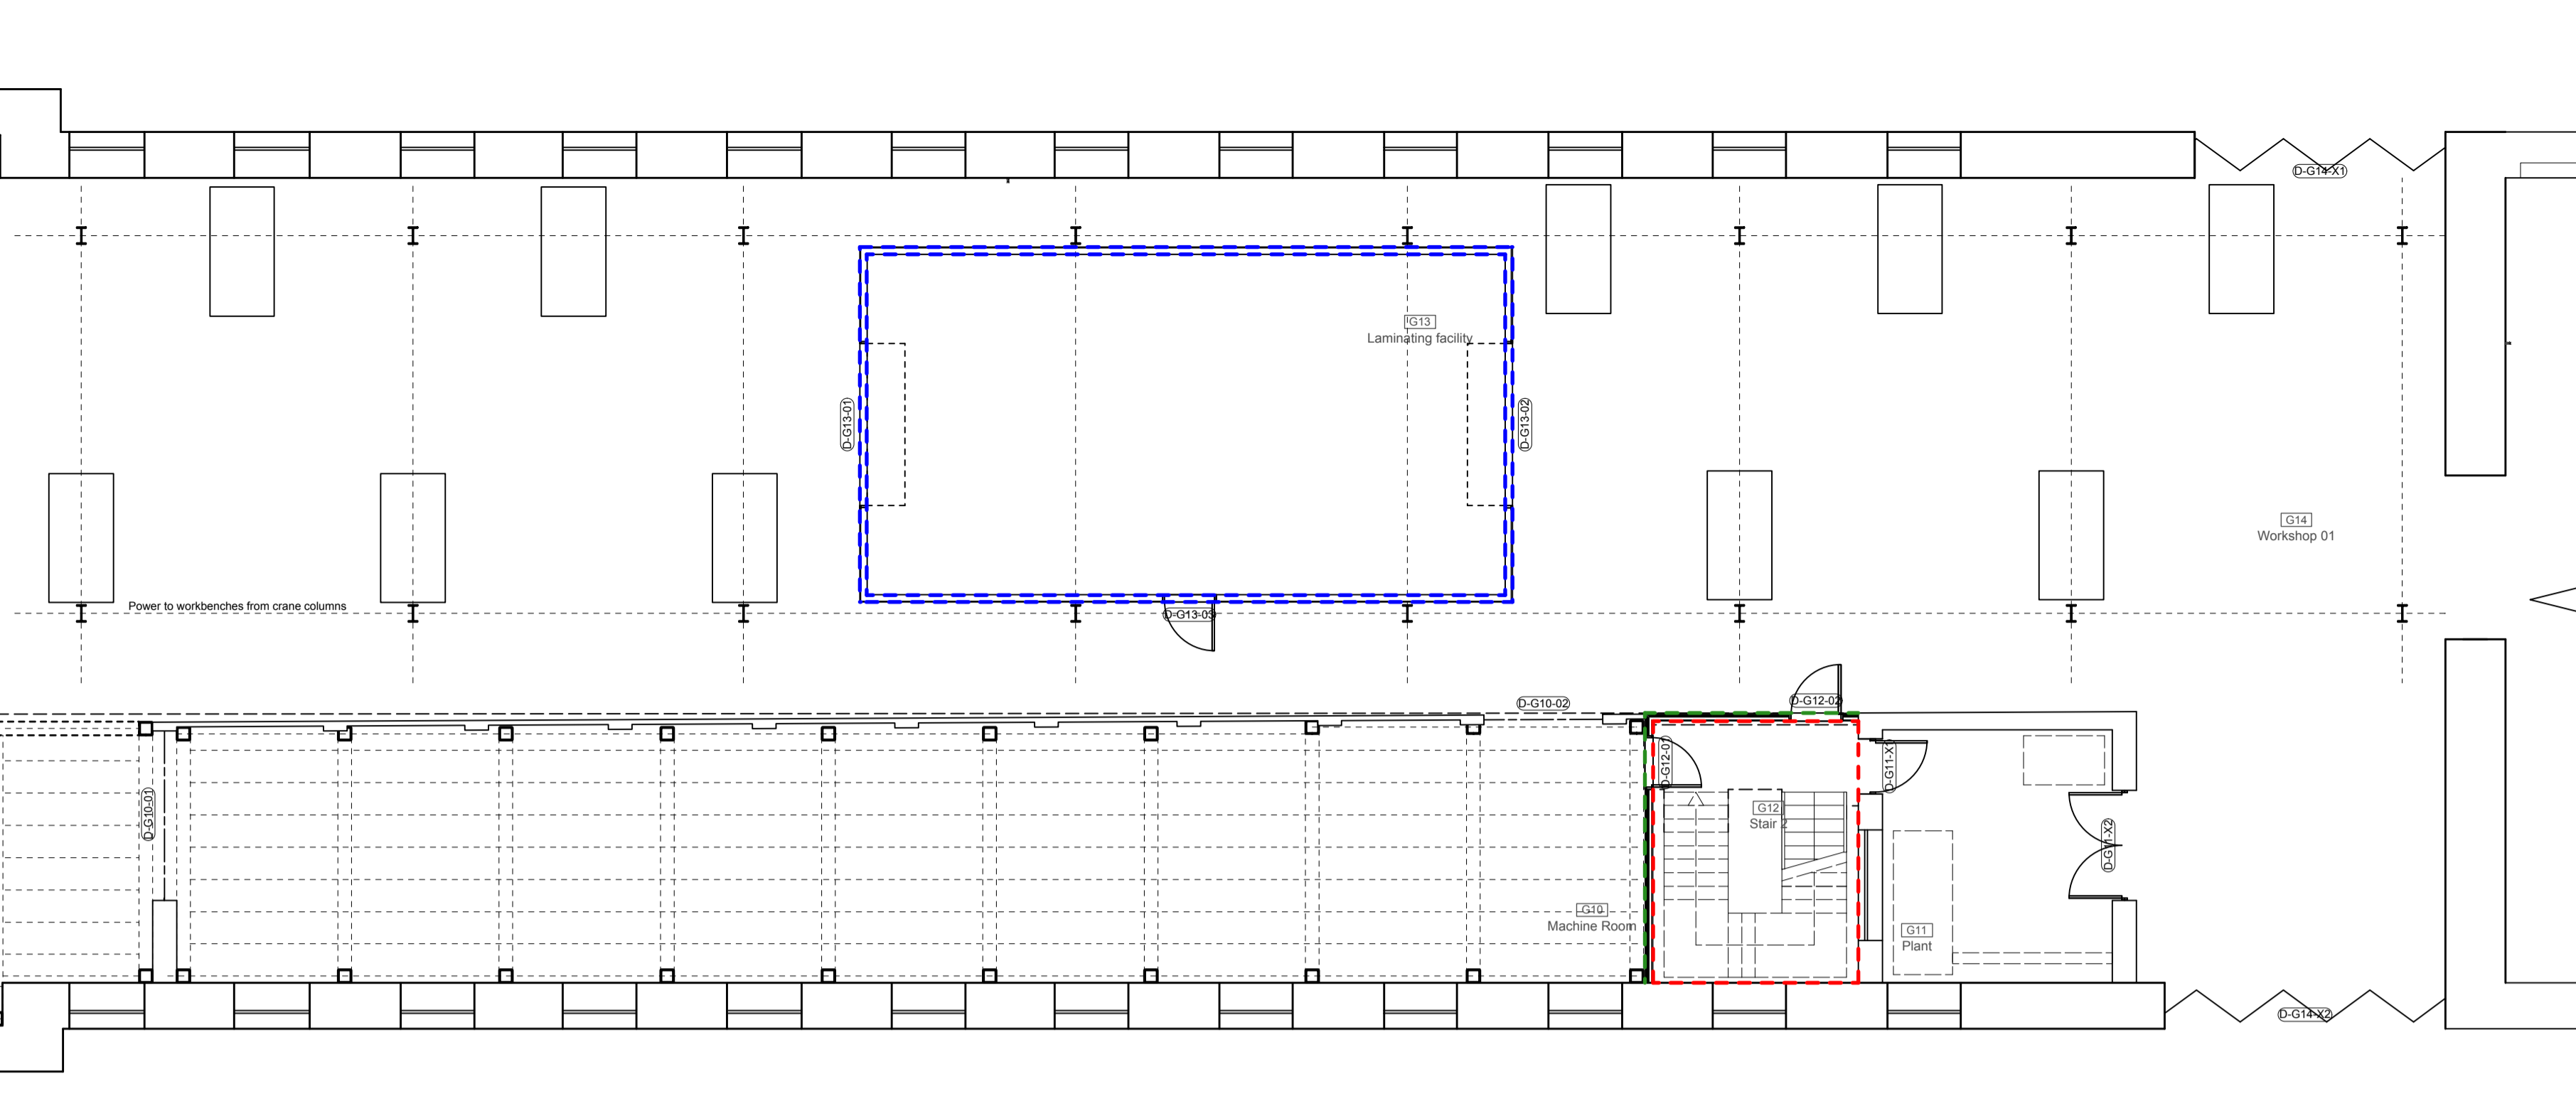 D-G14-X1
G13
Laminating facility
D-G13-01
D-G13-02
G14
Workshop 01
Power to workbenches from crane columns
D-G13-03
D-G10-02
D-G12-02
D-G12-01
D-G11-X1
D-G10-01
G12
Stair 2
D-G11-X2
G10
Machine Room
G11
Plant
D-G14-X2